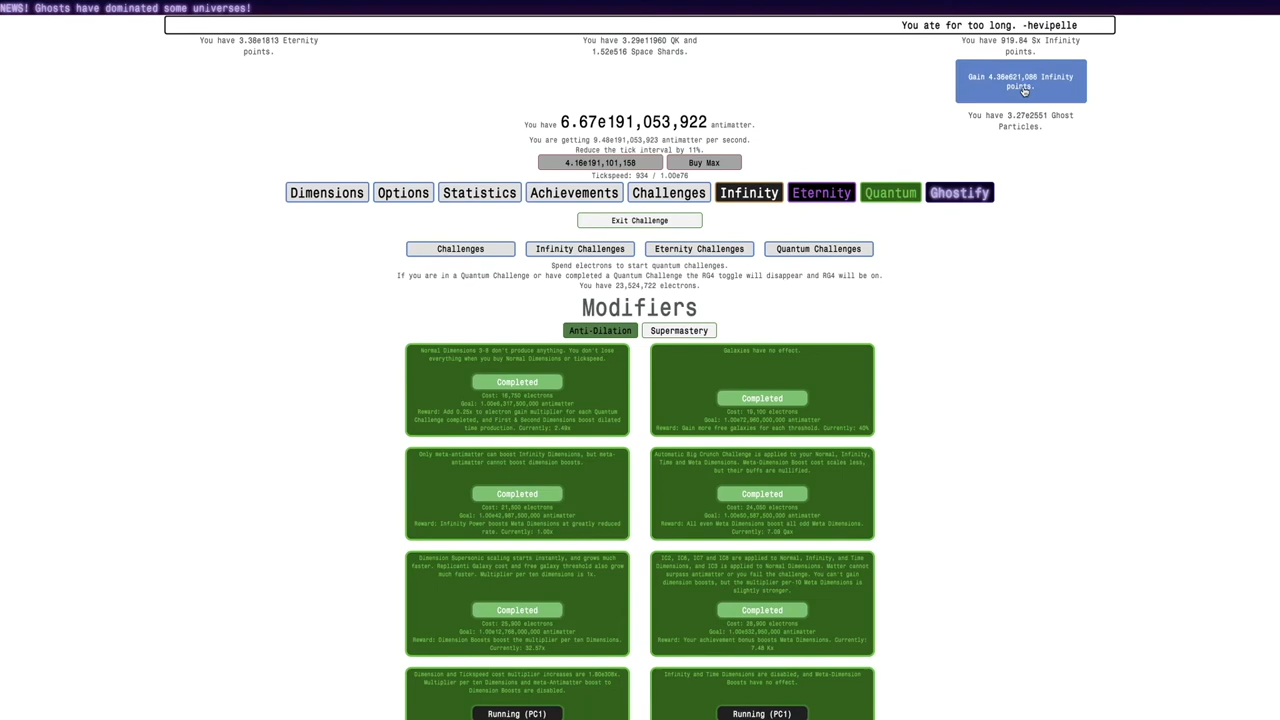 NEWS! Ghosts have dominated some universes!
You ate for too long. -hevipelle
You have 3.38e1813 Eternity
points.
You have 3.29e11960 QK and
1.52e516 Space Shards.
You have 919.84 Sx Infinity
points.
Gain 4.36e621,086 Infinity
points.
You have 3.27e2551 Ghost
Particles.
You have 6.67e191,053,922 antimatter.
You are getting 9.48e191,053,923 antimatter per second.
Reduce the tick interval by 11%.
4.16e191,101,158
Buy Max
Tickspeed: 934 / 1.00e76
Dimensions
Options
Statistics
Achievements
Challenges
Infinity
Eternity
Quantum
Ghostify
Exit Challenge
Challenges
Infinity Challenges
Eternity Challenges
Quantum Challenges
Spend electrons to start quantum challenges.
If you are in a Quantum Challenge or have completed a Quantum Challenge the RG4 toggle will disappear and RG4 will be on.
You have 23,524,722 electrons.
Modifiers
Anti-Dilation
Supermastery
Normal Dimensions 3-8 don't produce anything. You don't lose
everything when you buy Normal Dimensions or tickspeed.
Completed
Cost: 16,750 electrons
Goal: 1.00e6,317,500,000 antimatter
Reward: Add 0.25x to electron gain multiplier for each Quantum
Challenge completed, and First & Second Dimensions boost dilated
time production. Currently: 2.49x
Galaxies have no effect.
Completed
Cost: 19,100 electrons
Goal: 1.00e72,960,000,000 antimatter
Reward: Gain more free galaxies for each threshold. Currently: 40%
Only meta-antimatter can boost Infinity Dimensions, but meta-
antimatter cannot boost dimension boosts.
Completed
Cost: 21,500 electrons
Goal: 1.00e42,987,500,000 antimatter
Reward: Infinity Power boosts Meta Dimensions at greatly reduced
rate. Currently: 1.00x
Automatic Big Crunch Challenge is applied to your Normal, Infinity,
Time and Meta Dimensions. Meta-Dimension Boost cost scales less,
but their buffs are nullified.
Completed
Cost: 24,050 electrons
Goal: 1.00e50,587,500,000 antimatter
Reward: All even Meta Dimensions boost all odd Meta Dimensions.
Currently: 7.08 Qax
Dimension Supersonic scaling starts instantly, and grows much
faster. Replicanti Galaxy cost and free galaxy threshold also grow
much faster. Multiplier per ten dimensions is 1x.
Completed
Cost: 25,900 electrons
Goal: 1.00e12,768,000,000 antimatter
Reward: Dimension Boosts boost the multiplier per ten Dimensions.
Currently: 32.57x
IC2, IC6, IC7 and IC8 are applied to Normal, Infinity, and Time
Dimensions, and IC3 is applied to Normal Dimensions. Matter cannot
surpass antimatter or you fail the challenge. You can't gain
dimension boosts, but the multiplier per-10 Meta Dimensions is
slightly stronger.
Completed
Cost: 28,900 electrons
Goal: 1.00e532,950,000 antimatter
Reward: Your achievement bonus boosts Meta Dimensions. Currently:
7.48 Kx
Dimension and Tickspeed cost multiplier increases are 1.80e308x.
Multiplier per ten Dimensions and meta-Antimatter boost to
Dimension Boosts are disabled.
Running (PC1)
Infinity and Time Dimensions are disabled, and Meta-Dimension
Boosts have no effect.
Running (PC1)